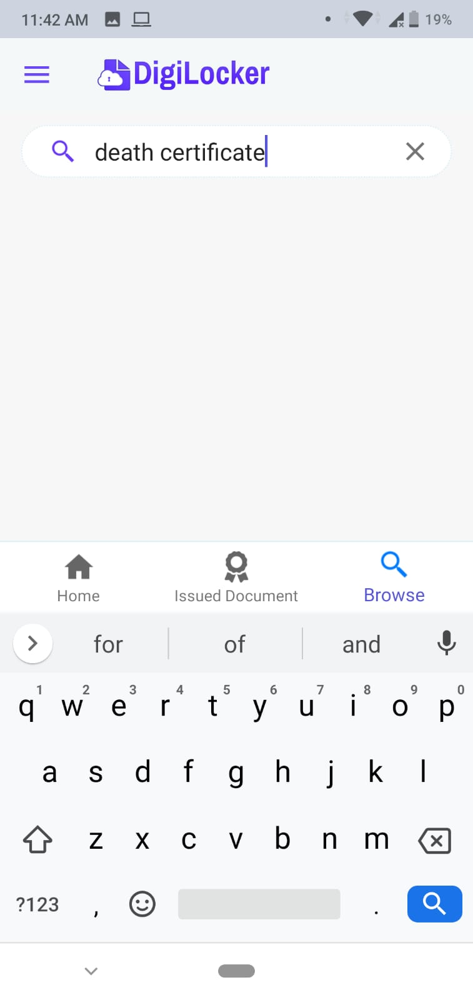 11:42 AM 19%
DigiLocker
death certificate
Home Issued Document Browse
for of and
1 2 3 4 5 6 7 8 9 0
q w e r t y u i o p
a s d f g h j k l
z x c v b n m
?123 , .